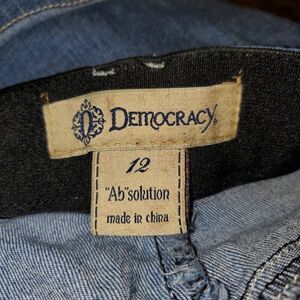 DEMOCRACY
12
"Ab"solution
made in china